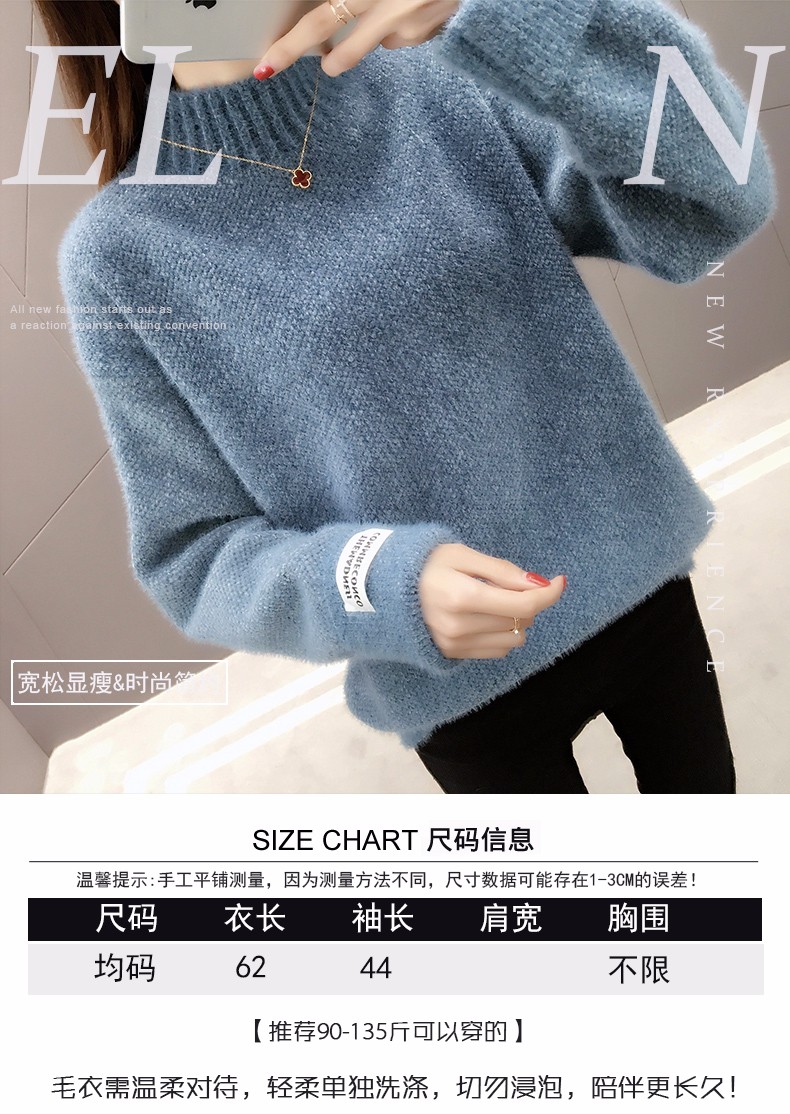 EL N
All new fashion starts out as
a reaction against existing convention
NEW
宽松显瘦&时尚
SIZE CHART 尺码信息
温馨提示:手工平铺测量，因为测量方法不同，尺寸数据可能存在1-3CM的误差！
尺码 衣长 袖长 肩宽 胸围
均码 62 44 不限
【推荐90-135斤可以穿的】
毛衣需温柔对待，轻柔单独洗涤，切勿浸泡，陪伴更长久！